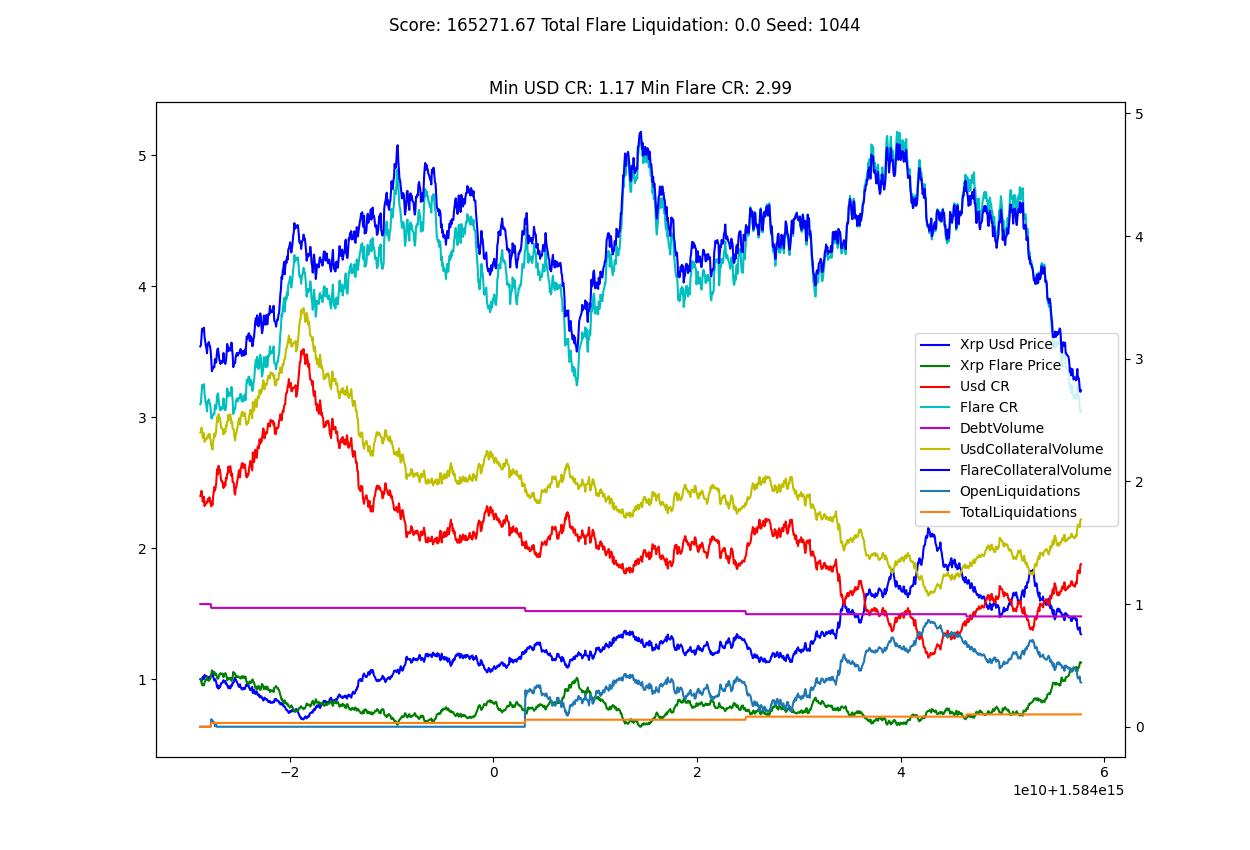 Score: 165271.67 Total Flare Liquidation: 0.0 Seed: 1044
Min USD CR: 1.17 Min Flare CR: 2.99
5
4
3
2
1
5
4
3
2
1
0
Xrp Usd Price
Xrp Flare Price
Usd CR
Flare CR
DebtVolume
UsdCollateralVolume
FlareCollateralVolume
OpenLiquidations
TotalLiquidations
−2 0 2 4 6
1e10+1.584e15